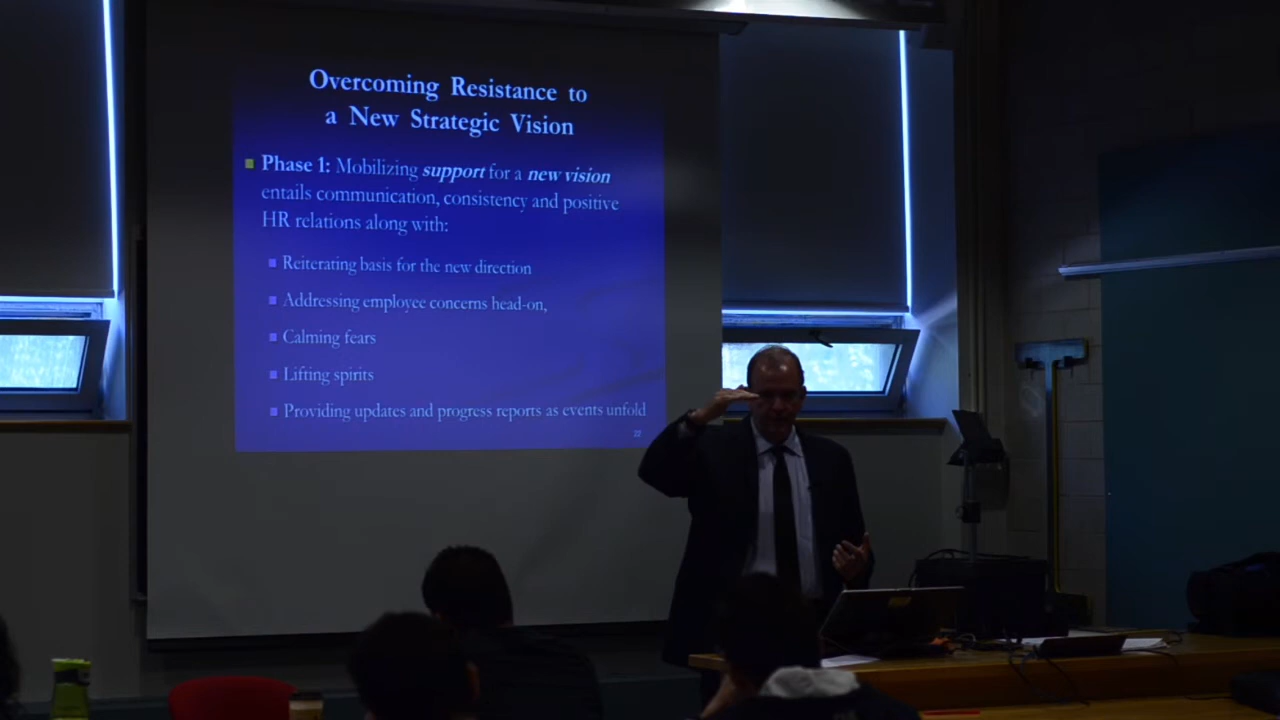 Overcoming Resistance to
a New Strategic Vision
Phase 1: Mobilizing support for a new vision
entails communication, consistency and positive
HR relations along with:
Reiterating basis for the new direction
Addressing employee concerns head-on,
Calming fears
Lifting spirits
Providing updates and progress reports as events unfold